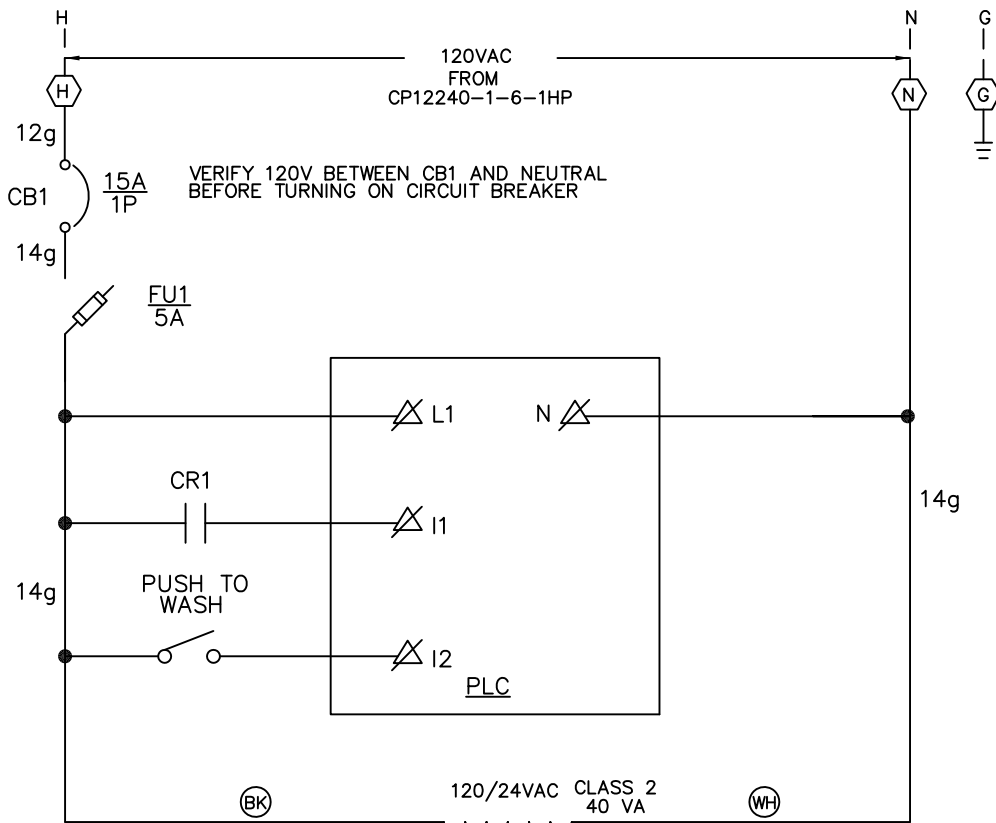 H
N
G
120VAC
FROM
CP12240-1-6-1HP
H
N
G
12g
CB1
15A
1P
VERIFY 120V BETWEEN CB1 AND NEUTRAL
BEFORE TURNING ON CIRCUIT BREAKER
14g
FU1
5A
L1
N
CR1
I1
14g
14g
PUSH TO
WASH
I2
PLC
BK
120/24VAC CLASS 2
40 VA
WH